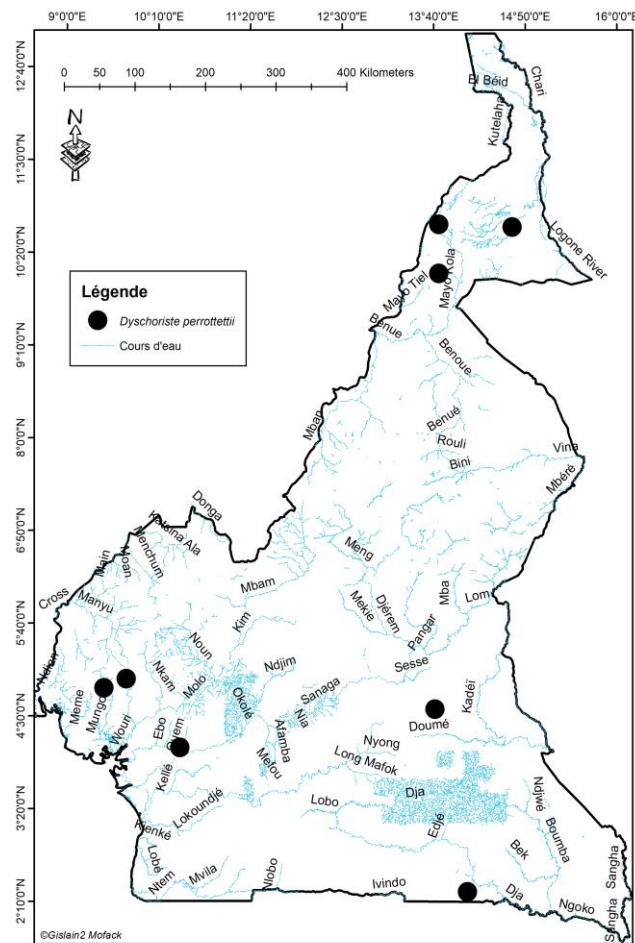 9°0'0"E 10°10'0"E 11°20'0"E 12°30'0"E 13°40'0"E 14°50'0"E 16°0'0"E
12°40'0"N
11°30'0"N
10°20'0"N
9°10'0"N
8°0'0"N
6°50'0"N
5°40'0"N
4°30'0"N
3°20'0"N
2°10'0"N
0 50 100 200 300 400 Kilometers
N
El Béid
Chari
Kutelaha
Logone River
Mayo Tiel
Mayo Kola
Légende
Dyschoriste perrottettii
Cours d'eau
Bénue
Benoue
Benué
Mban
Rouli
Bini
Vina
Mbéré
Donga
Katsina Ala
Menchum
Main
Meng
Cross
Manyu
Mbam
Mekie
Djérem
Mba
Pangar
Lom
Kim
Noun
Ndjim
Sesse
Ndian
Nkam
Molo
Okolé
Sanaga
Nia
Kadéï
Meme
Mungo
Wouri
Ebo
Afamba
Doumé
Mefou
Nyong
Kellé
Long Mafok
Lokoundjé
Lobo
Dja
Edjé
Ndjwé
Boumba
Kienké
Lobé
Bek
Ntem
Mvila
Ivindo
Dja
Ngoko
Sangha
Sangha
©Gislain2 Mofack